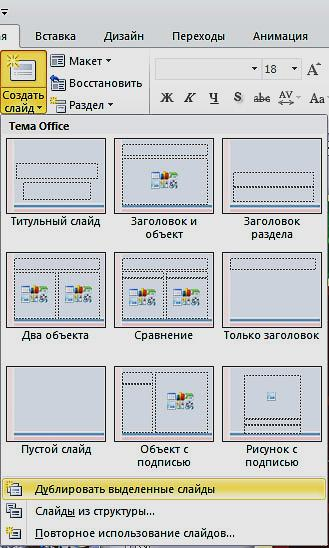 я
Вставка
Дизайн
Переходы
Анимация
Создать
слайд
Макет
Восстановить
Раздел
18
A
Ж К Ч S abc AV Aa
Тема Office
Титульный слайд
Заголовок и
объект
Заголовок
раздела
Два объекта
Сравнение
Только заголовок
Пустой слайд
Объект с
подписью
Рисунок с
подписью
Дублировать выделенные слайды
Слайды из структуры...
Повторное использование слайдов...